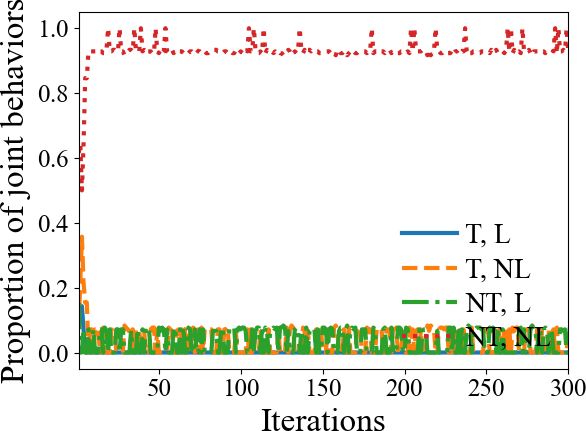 Proportion of joint behaviors
1.0
0.8
0.6
0.4
0.2
0.0
T, L
T, NL
NT, L
NT, NL
50 100 150 200 250 300
Iterations